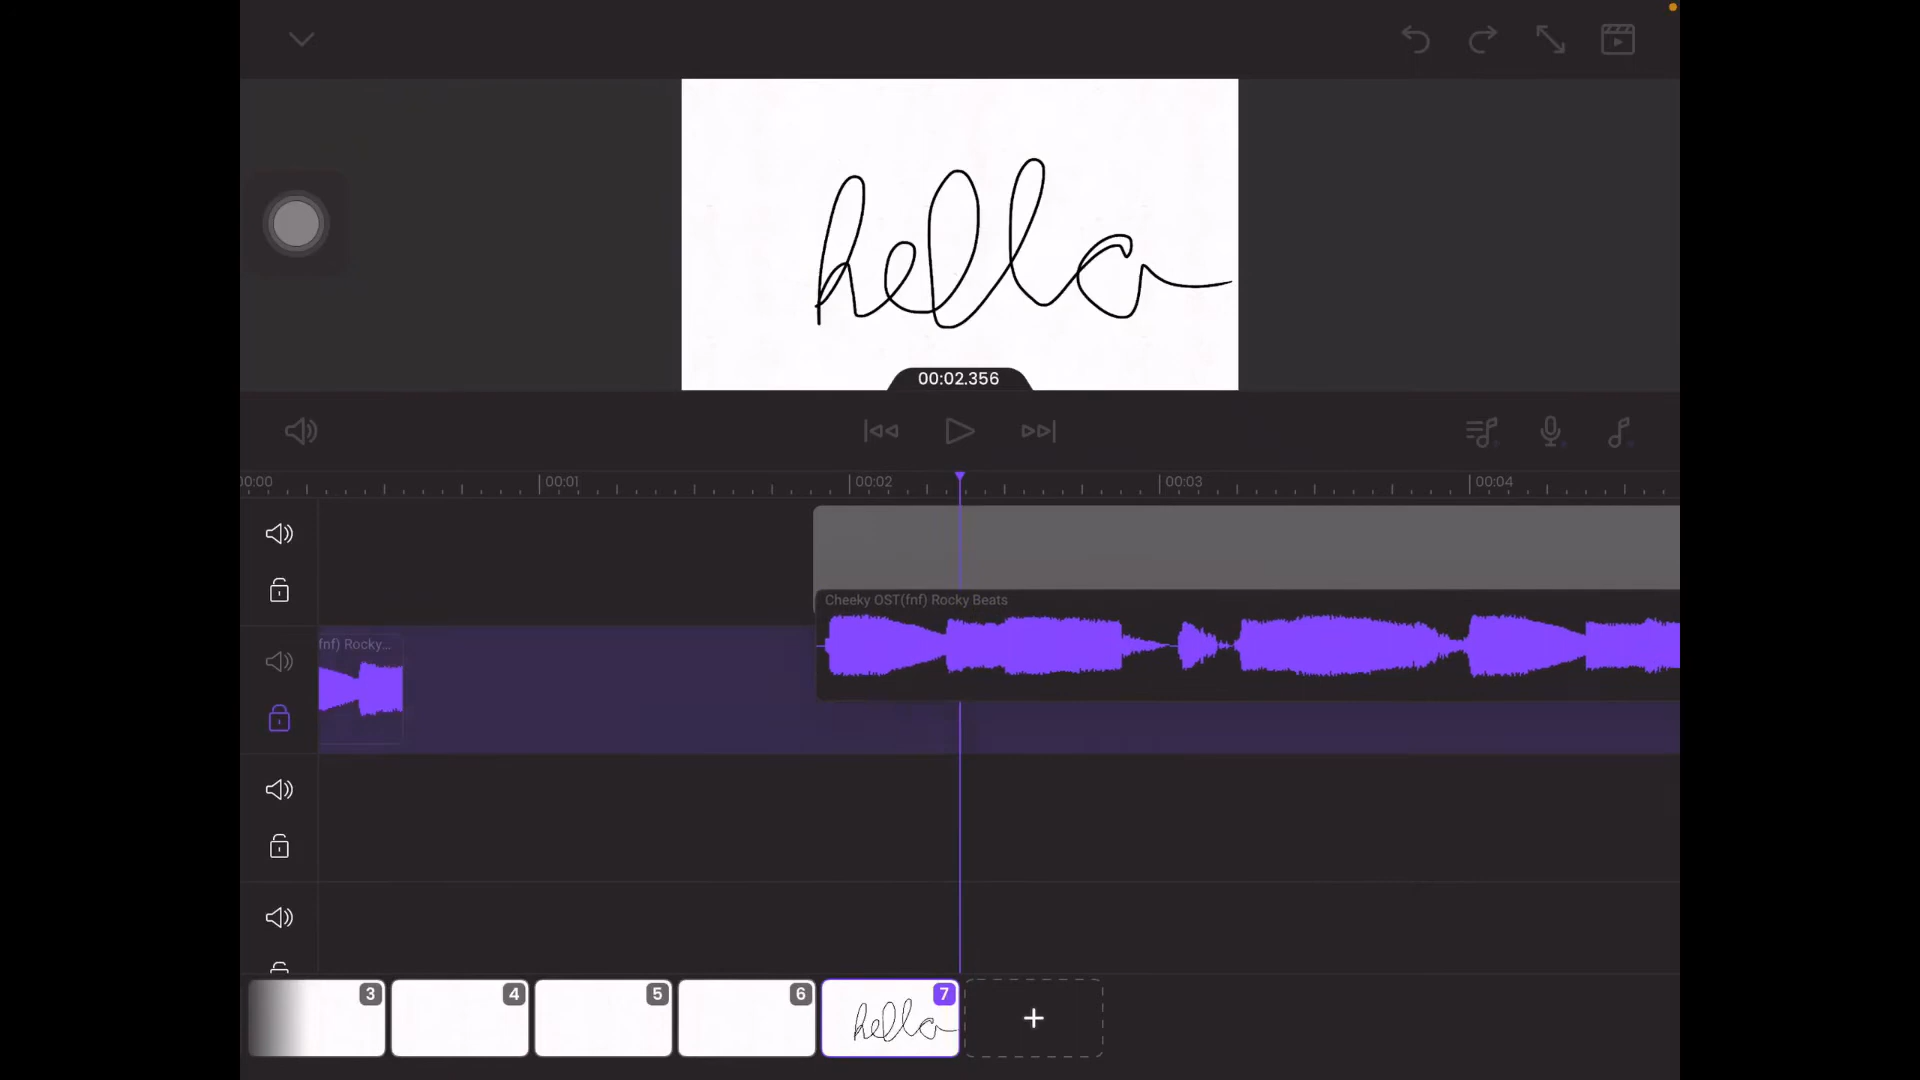 hello
00:02.356
00:00
00:01
00:02
00:03
00:04
Cheeky OST(fnf) Rocky Beats
fnf) Rocky...
3
4
5
6
7
hello